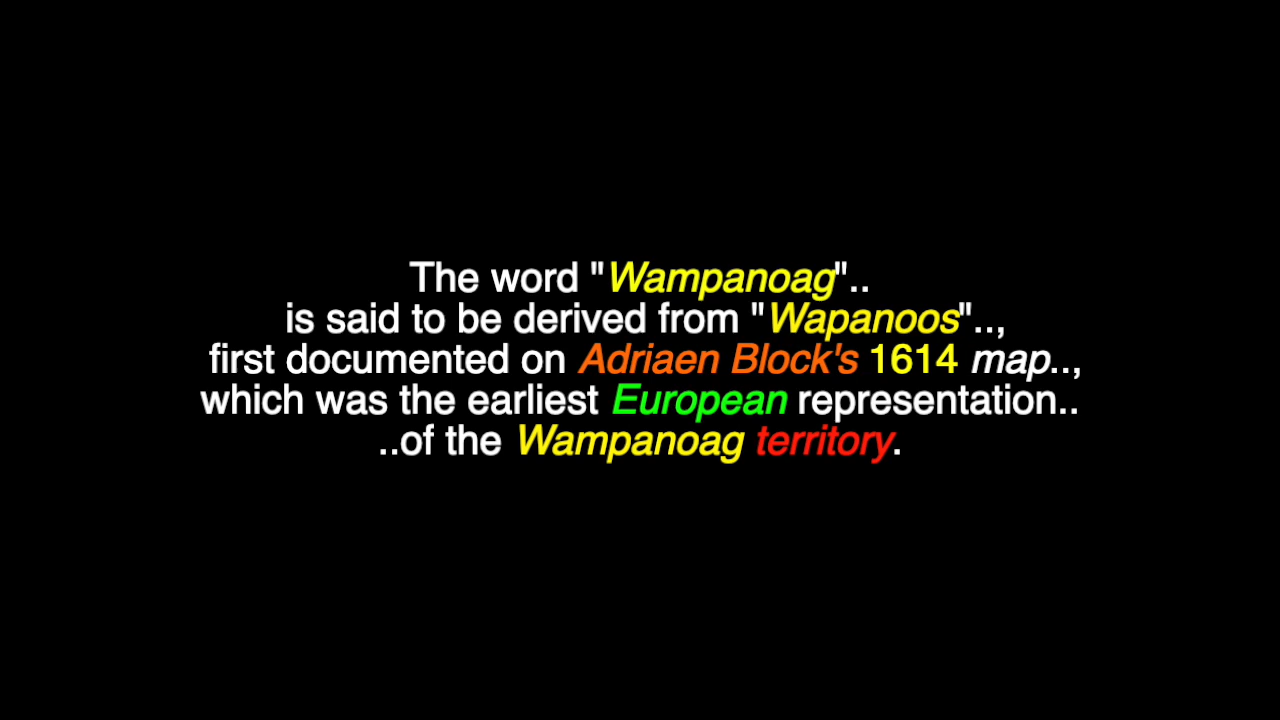 The word "Wampanoag"..
is said to be derived from "Wapanoos"..,
first documented on Adriaen Block's 1614 map..,
which was the earliest European representation..
..of the Wampanoag territory.